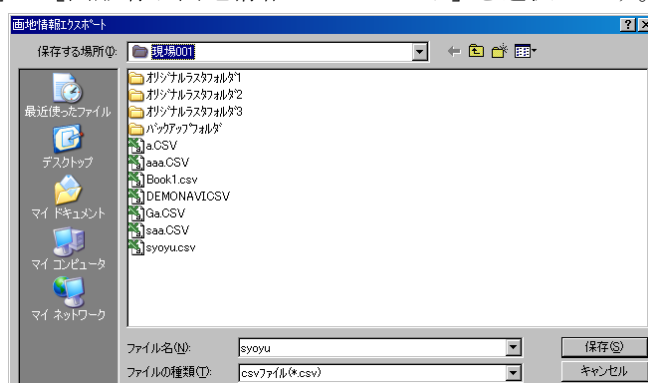 画地情報ｴｸｽﾎﾟｰﾄ
保存する場所(I): 現場001
最近使ったファイル
デスクトップ
マイ ドキュメント
マイ コンピュータ
マイ ネットワーク
ｵﾘｼﾞﾅﾙﾗｽﾀﾌｫﾙﾀﾞ1
ｵﾘｼﾞﾅﾙﾗｽﾀﾌｫﾙﾀﾞ2
ｵﾘｼﾞﾅﾙﾗｽﾀﾌｫﾙﾀﾞ3
ﾊﾞｯｸｱｯﾌﾟﾌｫﾙﾀﾞ
a.CSV
aaa.CSV
Book1.csv
DEMONAVI.CSV
Ga.CSV
saa.CSV
syoyu.csv
ファイル名(N): syoyu 保存(S)
ファイルの種類(T): csvﾌｧｲﾙ(*.csv) キャンセル